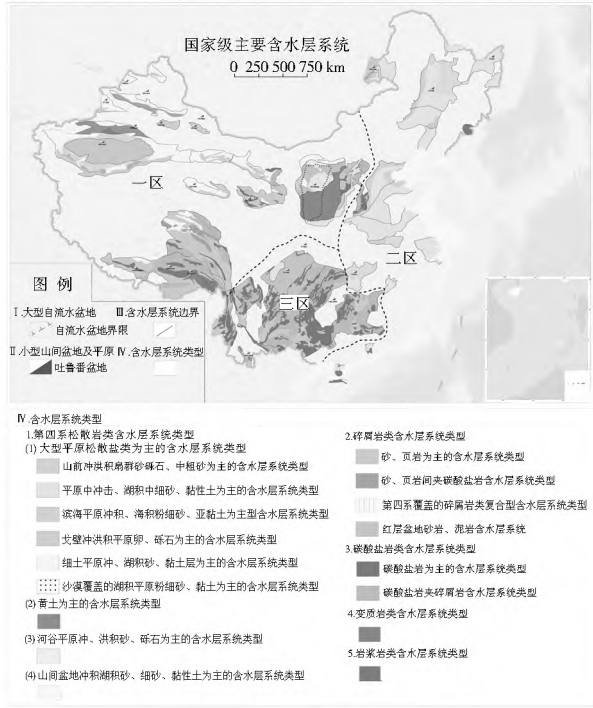 国家级主要含水层系统
0 250 500 750 km
一区
二区
三区
图 例
Ⅰ.大型自流水盆地 Ⅲ.含水层系统边界
自流水盆地界限
Ⅱ.小型山间盆地及平原 Ⅳ.含水层系统类型
吐鲁番盆地
Ⅳ.含水层系统类型
1.第四系松散岩类含水层系统类型
(1)大型平原松散盐类为主的含水层系统类型
山前冲洪积扇群砂砾石、中粗砂为主的含水层系统类型
平原中冲击、湖积中细砂、黏性土为主的含水层系统类型
滨海平原冲积、海积粉细砂、亚黏土为主型含水层系统类型
戈壁冲洪积平原卵、砾石为主的含水层系统类型
细土平原冲、湖积砂、黏土层为主的含水层系统类型
沙漠覆盖的湖积平原粉细砂、黏土为主的含水层系统类型
(2)黄土为主的含水层系统类型
(3)河谷平原冲、洪积砂、砾石为主的含水层系统类型
(4)山间盆地冲积湖积砂、细砂、黏性土为主的含水层系统类型
2.碎屑岩类含水层系统类型
砂、页岩为主的含水层系统类型
砂、页岩间夹碳酸盐岩含水层系统类型
第四系覆盖的碎屑岩类复合型含水层系统类型
红层盆地砂岩、泥岩含水层系统
3.碳酸盐岩类含水层系统类型
碳酸盐岩为主的含水层系统类型
碳酸盐岩夹碎屑岩含水层系统类型
4.变质岩类含水层系统类型
5.岩浆岩类含水层系统类型